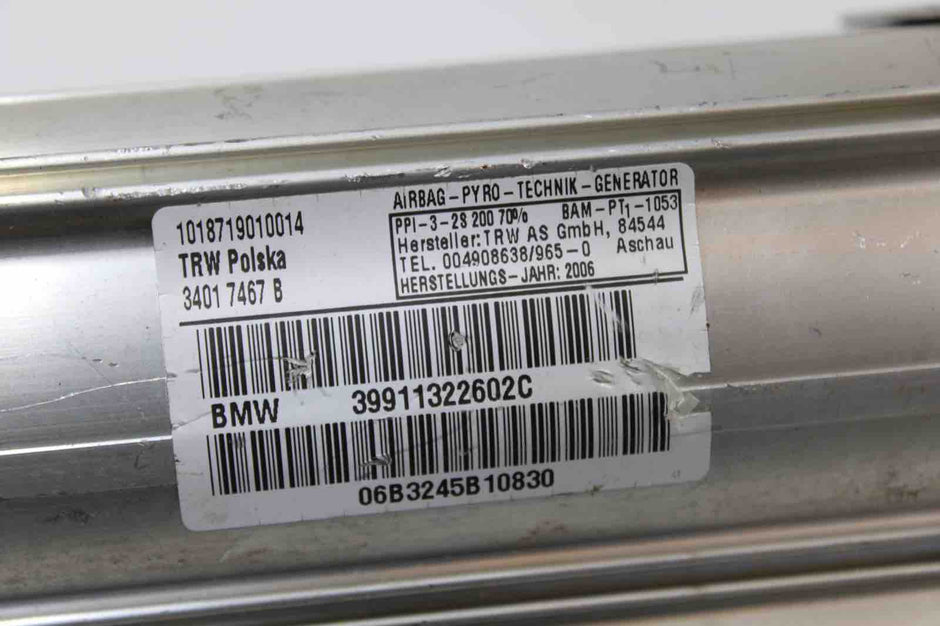 1018719010014
TRW Polska
3401 7467 B
AIRBAG-PYRO-TECHNIK-GENERATOR
PPI-3-28 200 70% BAM-PT1-1053
Hersteller: TRW AS GmbH, 84544
TEL. 004908638/965-0 Aschau
HERSTELLUNGS-JAHR: 2006
BMW 39911322602C
06B3245B10830